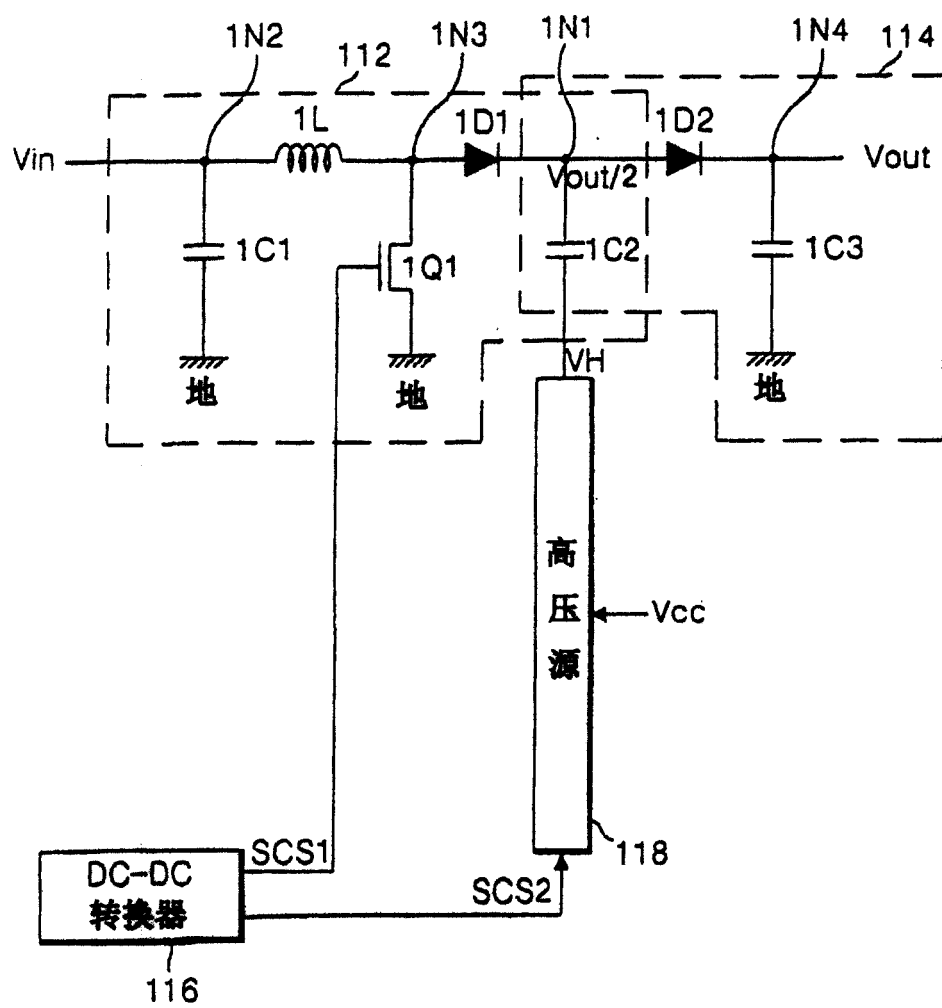 1N2
1N3
1N1
1N4
112
114
1L
1D1
1D2
Vin
Vout/2
Vout
1C1
1Q1
1C2
1C3
地
地
VH
地
高
压
源
Vcc
118
SCS1
SCS2
DC-DC
转换器
116